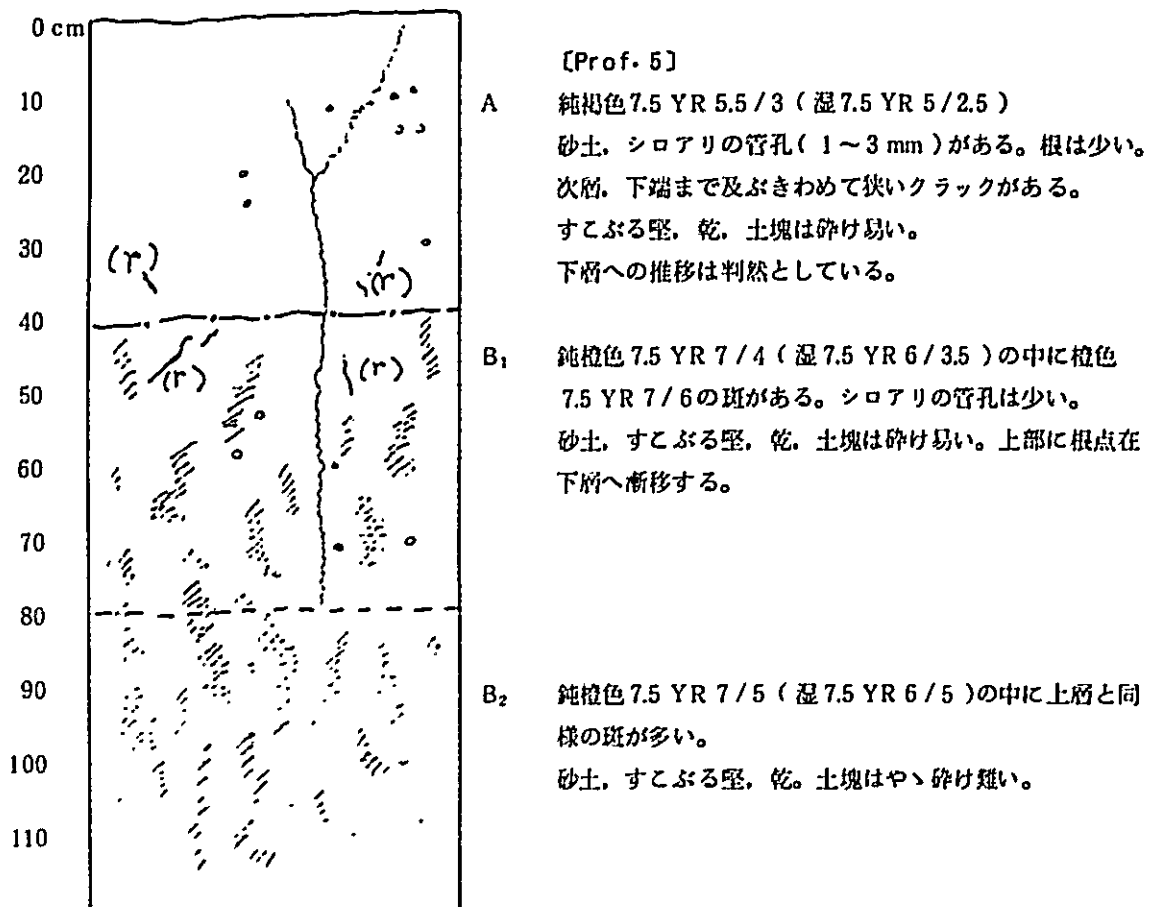 0 cm
10
20
30
40
50
60
70
80
90
100
110
(r)
(r)
(r)
(r)
〔Prof. 5〕
A
純褐色 7.5 YR 5.5 / 3 ( 湿 7.5 YR 5 / 2.5 )
砂土, シロアリの管孔 ( 1 〜 3 mm ) がある。根は少い。
次層, 下端まで及ぶきわめて狭いクラックがある。
すこぶる堅, 乾, 土塊は砕け易い。
下層への推移は判然としている。
B₁
鈍橙色 7.5 YR 7 / 4 ( 湿 7.5 YR 6 / 3.5 ) の中に橙色
7.5 YR 7 / 6 の斑がある。シロアリの管孔は少い。
砂土, すこぶる堅, 乾, 土塊は砕け易い。上部に根点在
下層へ漸移する。
B₂
鈍橙色 7.5 YR 7 / 5 ( 湿 7.5 YR 6 / 5 ) の中に上層と同
様の斑が多い。
砂土, すこぶる堅, 乾。土塊はやゝ砕け難い。